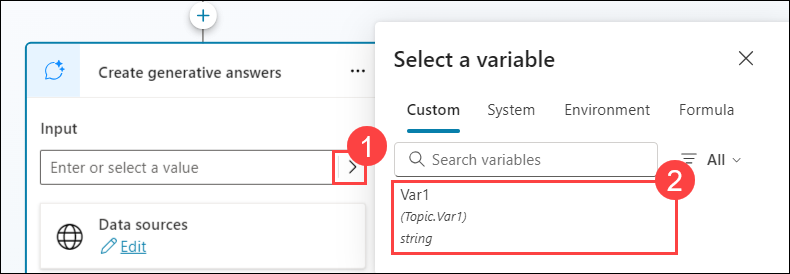 Create generative answers
...
Input
Enter or select a value
1
Data sources
Edit
Select a variable
Custom System Environment Formula
Search variables
All
2
Var1
(Topic.Var1)
string